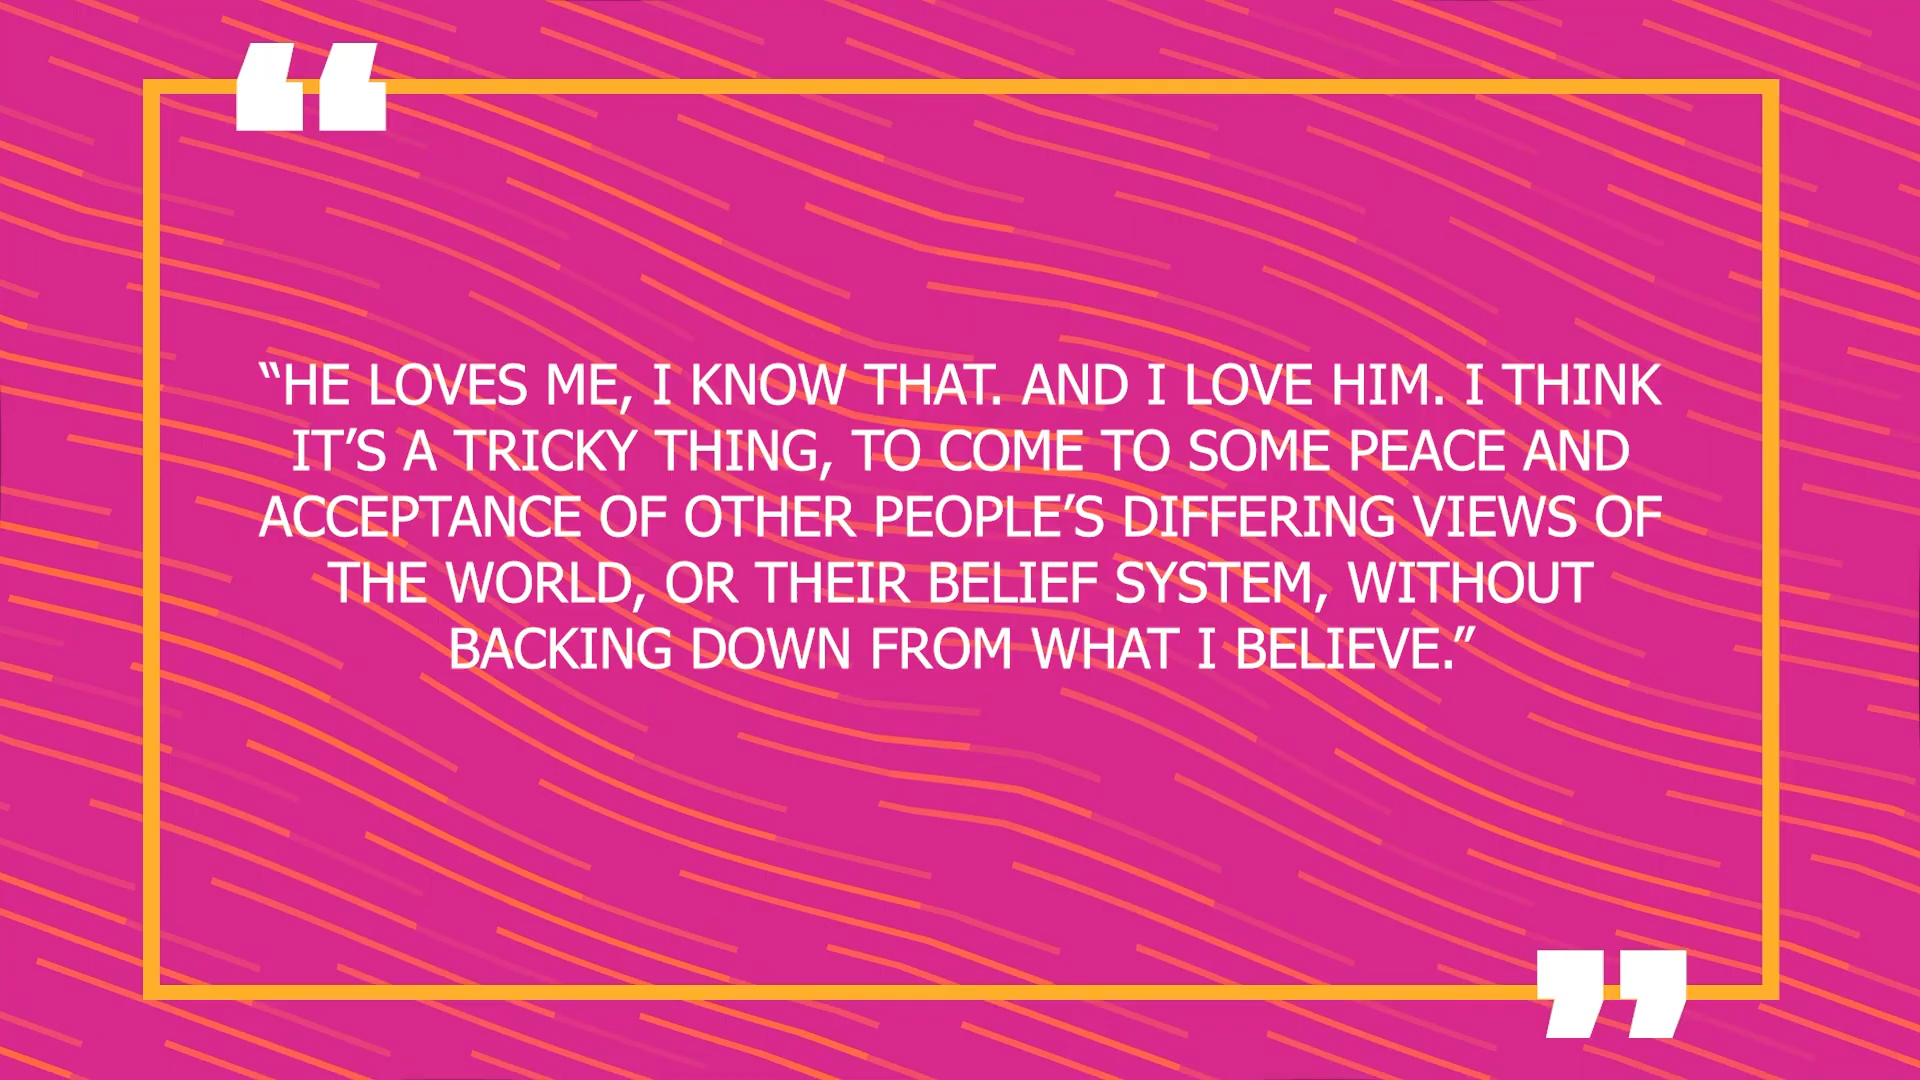 “HE LOVES ME, I KNOW THAT. AND I LOVE HIM. I THINK
IT’S A TRICKY THING, TO COME TO SOME PEACE AND
ACCEPTANCE OF OTHER PEOPLE’S DIFFERING VIEWS OF
THE WORLD, OR THEIR BELIEF SYSTEM, WITHOUT
BACKING DOWN FROM WHAT I BELIEVE.”